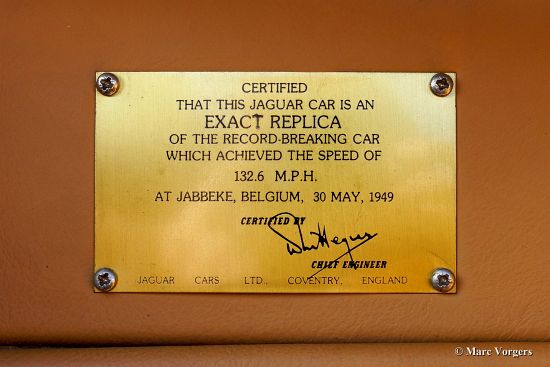 CERTIFIED
THAT THIS JAGUAR CAR IS AN
EXACT REPLICA
OF THE RECORD-BREAKING CAR
WHICH ACHIEVED THE SPEED OF
132.6 M.P.H.
AT JABBEKE, BELGIUM, 30 MAY, 1949
CERTIFIED BY
CHIEF ENGINEER
JAGUAR CARS LTD., COVENTRY, ENGLAND
© Marc Vorgers